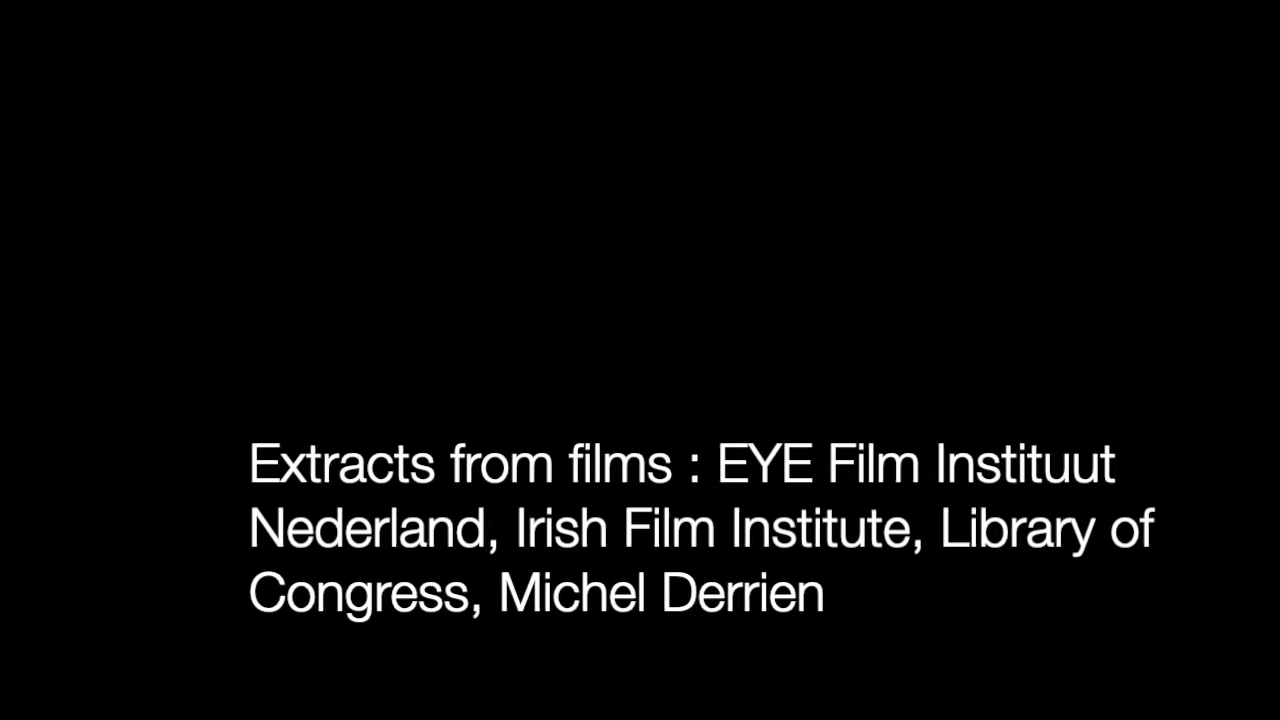 Extracts from films : EYE Film Instituut
Nederland, Irish Film Institute, Library of
Congress, Michel Derrien